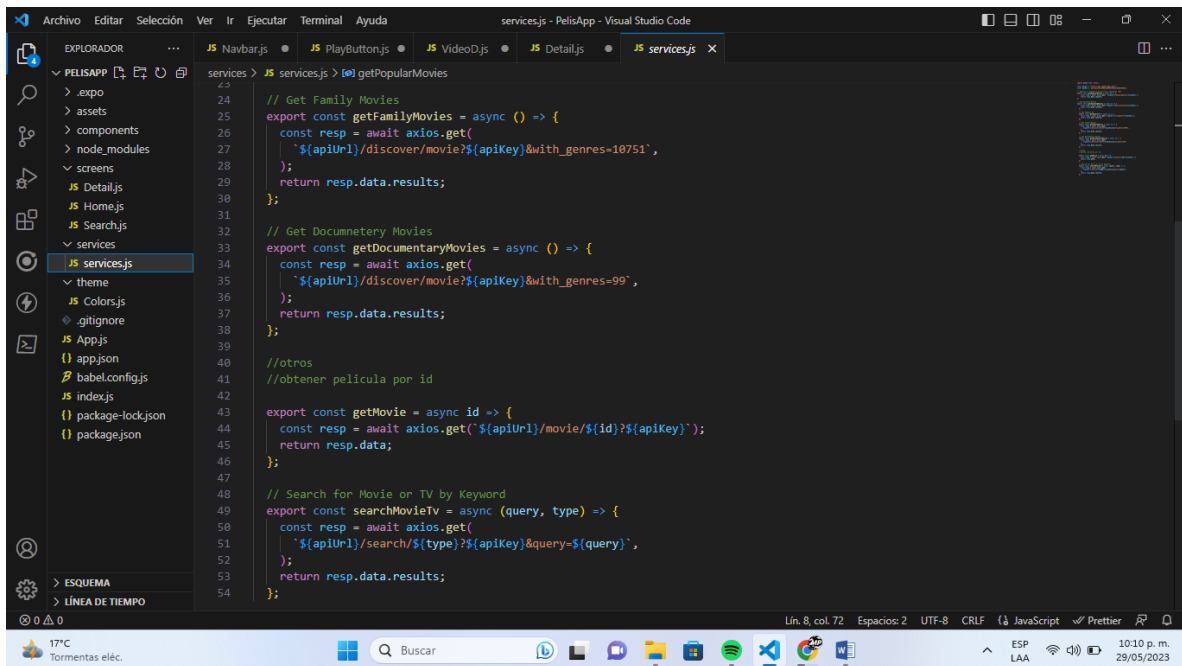 Archivo Editar Selección Ver Ir Ejecutar Terminal Ayuda services.js - PelisApp - Visual Studio Code
EXPLORADOR ...
JS Navbar.js JS PlayButton.js JS VideoD.js JS Detail.js JS services.js
PELISAPP
services > JS services.js > getPopularMovies
.expo
assets
components
node_modules
screens
JS Detail.js
JS Home.js
JS Search.js
services
JS services.js
theme
JS Colors.js
.gitignore
JS App.js
{} app.json
babel.config.js
JS index.js
{} package-lock.json
{} package.json
ESQUEMA
LÍNEA DE TIEMPO
4
23
24 // Get Family Movies
25 export const getFamilyMovies = async () => {
26 const resp = await axios.get(
27 `${apiUrl}/discover/movie?${apiKey}&with_genres=10751`,
28 );
29 return resp.data.results;
30 };
31
32 // Get Documnetery Movies
33 export const getDocumentaryMovies = async () => {
34 const resp = await axios.get(
35 `${apiUrl}/discover/movie?${apiKey}&with_genres=99`,
36 );
37 return resp.data.results;
38 };
39
40 //otros
41 //obtener pelicula por id
42
43 export const getMovie = async id => {
44 const resp = await axios.get(`${apiUrl}/movie/${id}?${apiKey}`);
45 return resp.data;
46 };
47
48 // Search for Movie or TV by Keyword
49 export const searchMovieTv = async (query, type) => {
50 const resp = await axios.get(
51 `${apiUrl}/search/${type}?${apiKey}&query=${query}`,
52 );
53 return resp.data.results;
54 };
0 0 Lín. 8, col. 72 Espacios: 2 UTF-8 CRLF {} JavaScript Prettier
17°C
Tormentas eléc.
Buscar
ESP
LAA
10:10 p. m.
29/05/2023